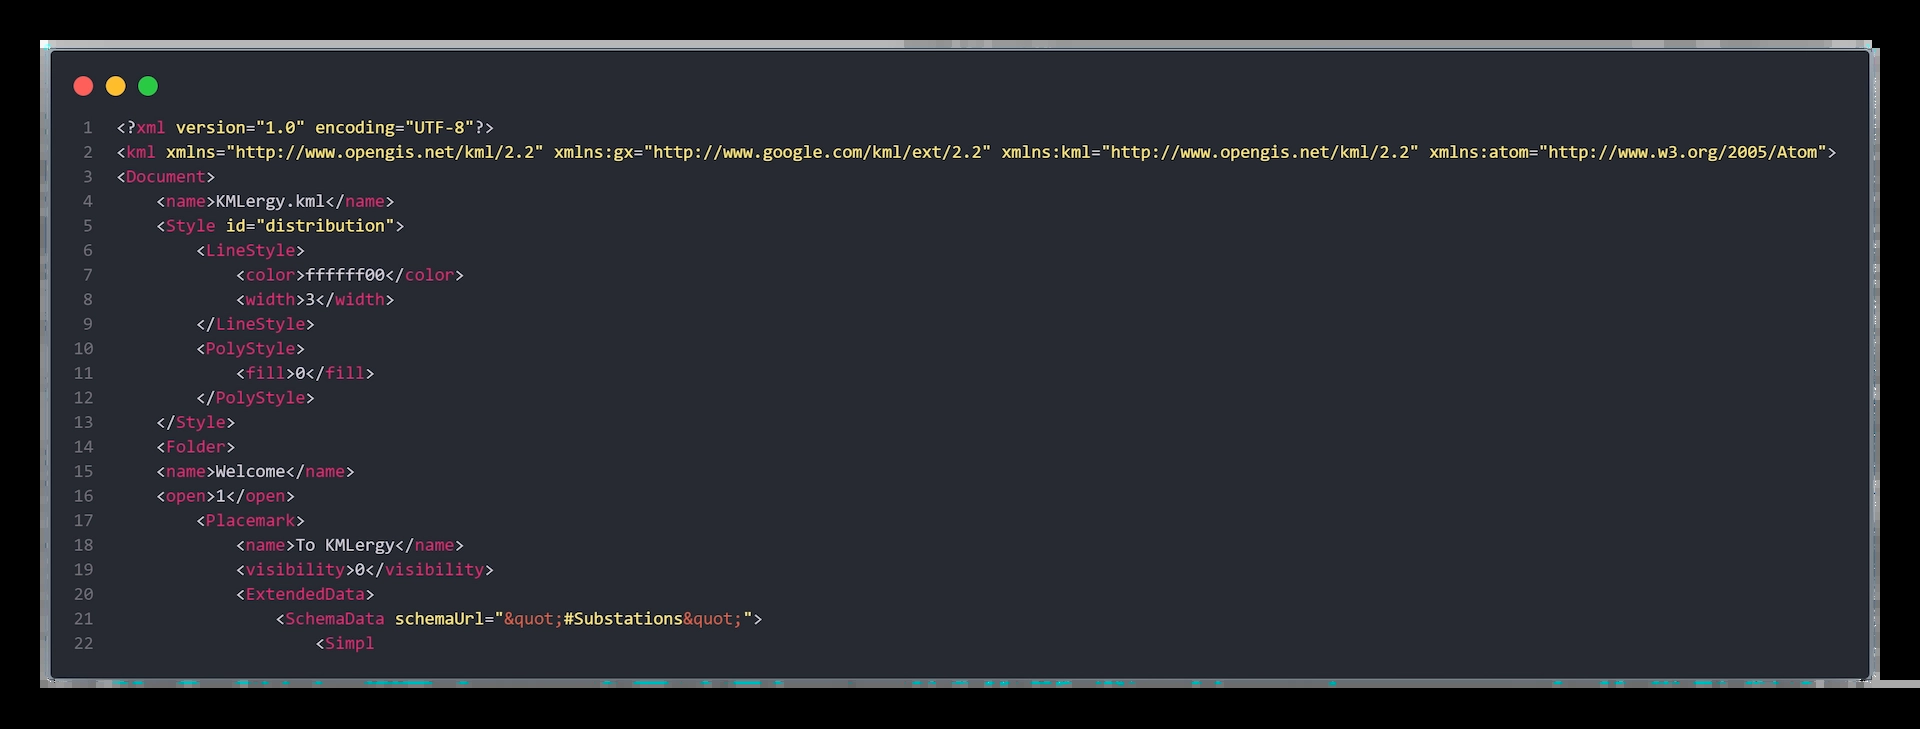 1 <?xml version="1.0" encoding="UTF-8"?>
2 <kml xmlns="http://www.opengis.net/kml/2.2" xmlns:gx="http://www.google.com/kml/ext/2.2" xmlns:kml="http://www.opengis.net/kml/2.2" xmlns:atom="http://www.w3.org/2005/Atom">
3 <Document>
4     <name>KMLergy.kml</name>
5     <Style id="distribution">
6         <LineStyle>
7             <color>ffffff00</color>
8             <width>3</width>
9         </LineStyle>
10         <PolyStyle>
11             <fill>0</fill>
12         </PolyStyle>
13     </Style>
14     <Folder>
15     <name>Welcome</name>
16     <open>1</open>
17         <Placemark>
18             <name>To KMLergy</name>
19             <visibility>0</visibility>
20             <ExtendedData>
21                 <SchemaData schemaUrl="&quot;#Substations&quot;">
22                     <Simpl